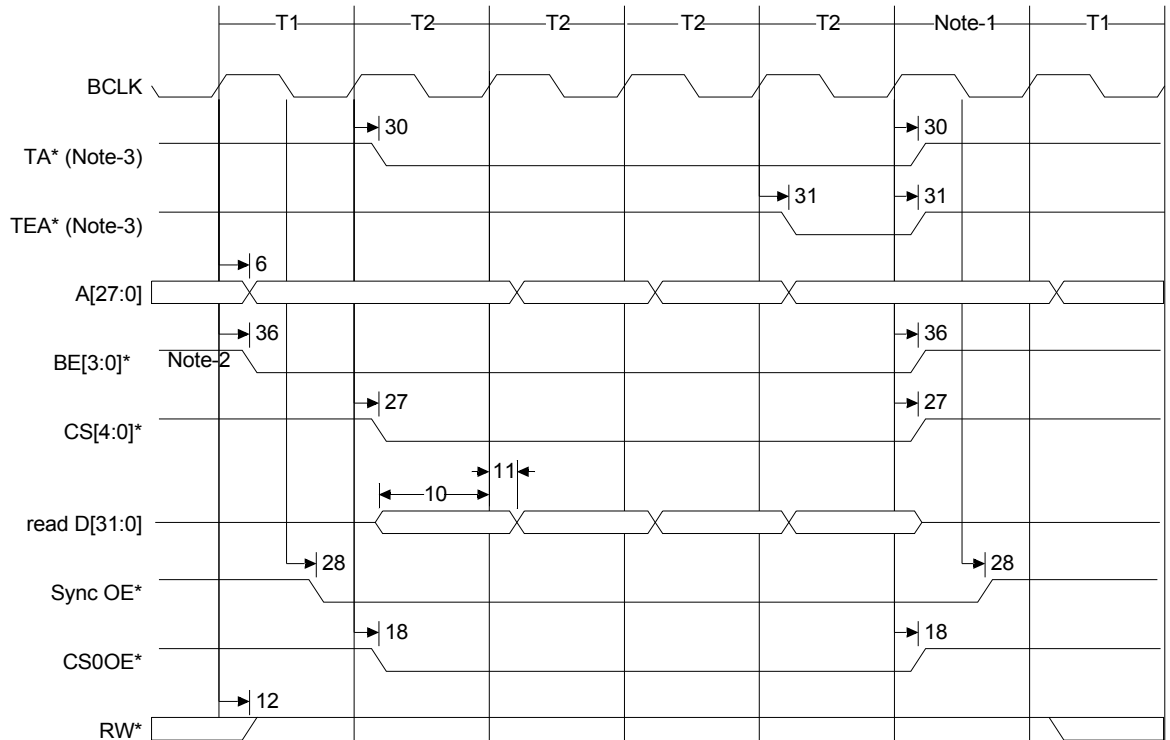 T1 T2 T2 T2 T2 Note-1 T1
BCLK
30 30
TA* (Note-3)
31 31
TEA* (Note-3)
6
A[27:0]
36 36
BE[3:0]* Note-2
27 27
CS[4:0]*
11
10
read D[31:0]
28 28
Sync OE*
18 18
CS0OE*
12
RW*